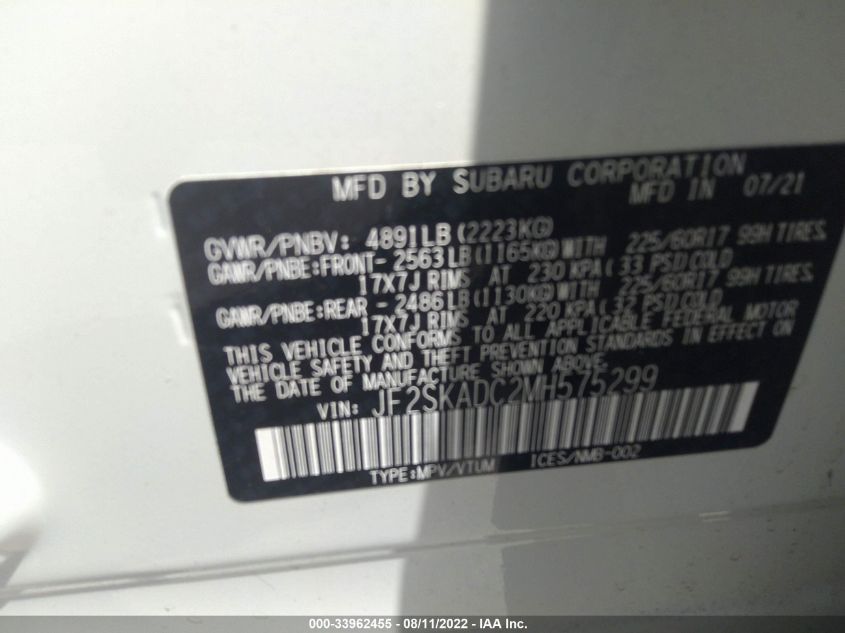 MFD BY SUBARU CORPORATION
MFD IN 07/21
GVWR/PNBV: 4891LB(2223KG)
GAWR/PNBE:FRONT- 2563LB(1165KG)WITH 225/60R17 99H TIRES
17X7J RIMS AT 230 KPA(33 PSI)COLD
GAWR/PNBE:REAR - 2486LB(1130KG)WITH 225/60R17 99H TIRES
17X7J RIMS AT 220 KPA(32 PSI)COLD
THIS VEHICLE CONFORMS TO ALL APPLICABLE FEDERAL MOTOR
VEHICLE SAFETY AND THEFT PREVENTION STANDARDS IN EFFECT ON
THE DATE OF MANUFACTURE SHOWN ABOVE.
VIN: JF2SKADC2MH575299
TYPE:MPV/VTUM ICES/NMB-002
000-33962455 - 08/11/2022 - IAA Inc.